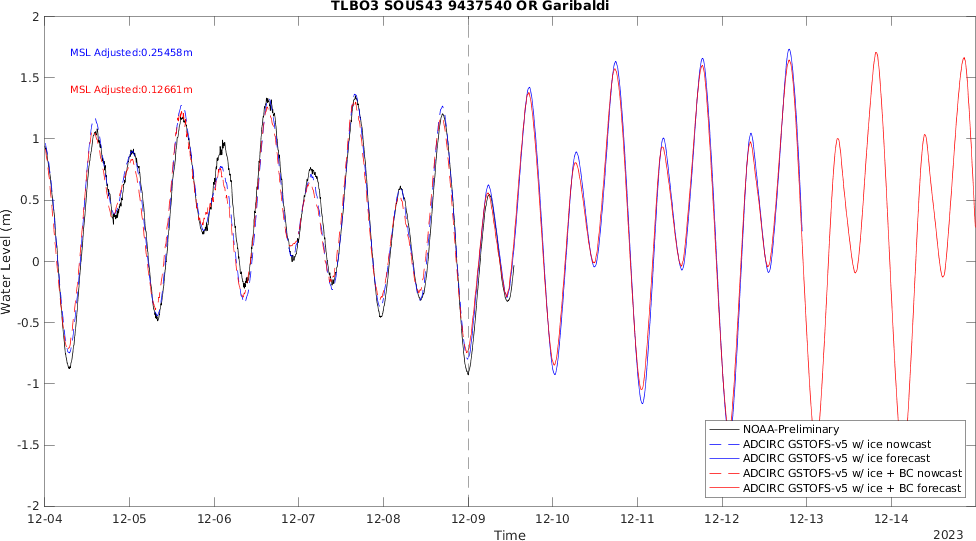 TLBO3 SOUS43 9437540 OR Garibaldi
MSL Adjusted:0.25458m
MSL Adjusted:0.12661m
Water Level (m)
2
1.5
1
0.5
0
-0.5
-1
-1.5
-2
NOAA-Preliminary
ADCIRC GSTOFS-v5 w/ ice nowcast
ADCIRC GSTOFS-v5 w/ ice forecast
ADCIRC GSTOFS-v5 w/ ice + BC nowcast
ADCIRC GSTOFS-v5 w/ ice + BC forecast
12-04 12-05 12-06 12-07 12-08 12-09 12-10 12-11 12-12 12-13 12-14
Time
2023